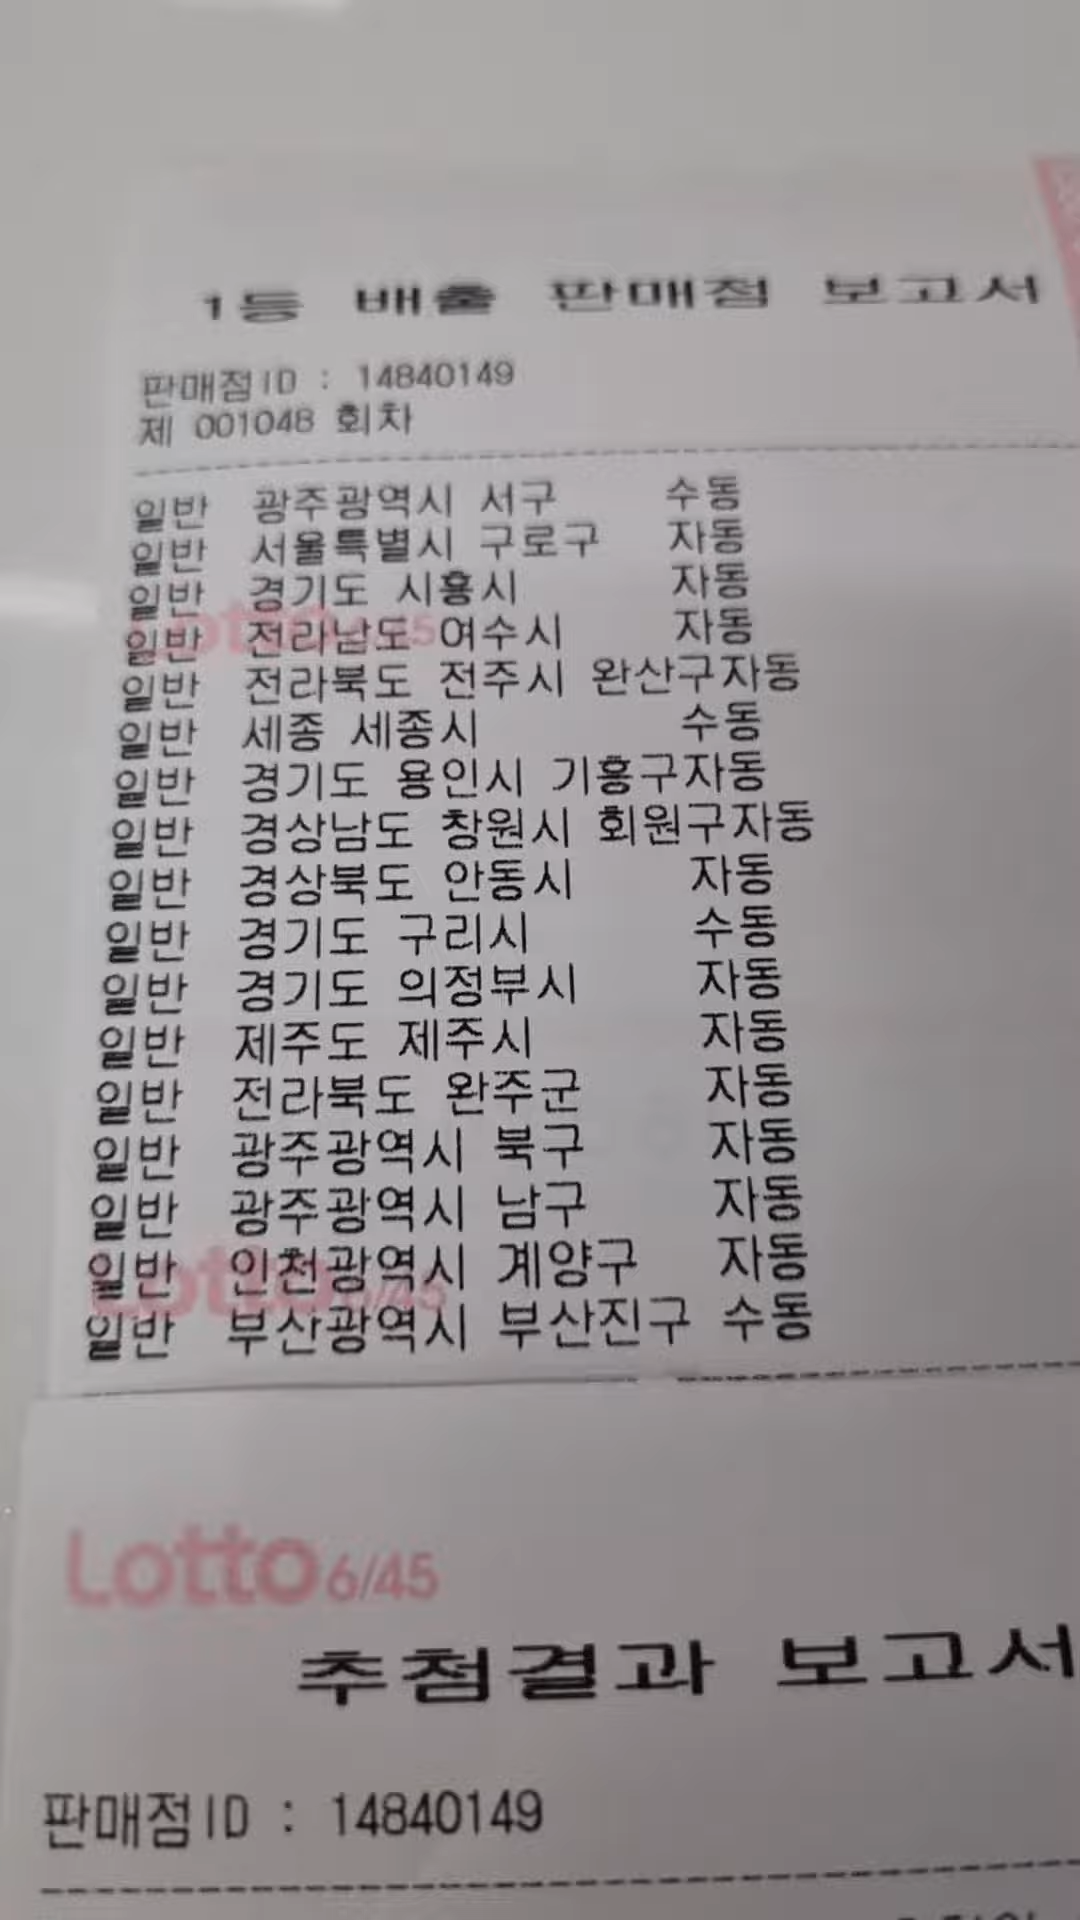 1등 배출 판매점 보고서
판매점ID : 14840149
제 001048 회차
일반 광주광역시 서구 수동
일반 서울특별시 구로구 자동
일반 경기도 시흥시 자동
일반 전라남도 여수시 자동
일반 전라북도 전주시 완산구자동
일반 세종 세종시 수동
일반 경기도 용인시 기흥구자동
일반 경상남도 창원시 회원구자동
일반 경상북도 안동시 자동
일반 경기도 구리시 수동
일반 경기도 의정부시 자동
일반 제주도 제주시 자동
일반 전라북도 완주군 자동
일반 광주광역시 북구 자동
일반 광주광역시 남구 자동
일반 인천광역시 계양구 자동
일반 부산광역시 부산진구 수동
Lotto 6/45
추첨결과 보고서
판매점ID : 14840149